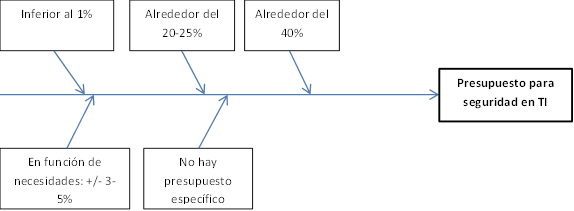 Inferior al 1%
Alrededor del
20-25%
Alrededor del
40%
Presupuesto para
seguridad en TI
En función de
necesidades: +/- 3-
5%
No hay
presupuesto
específico